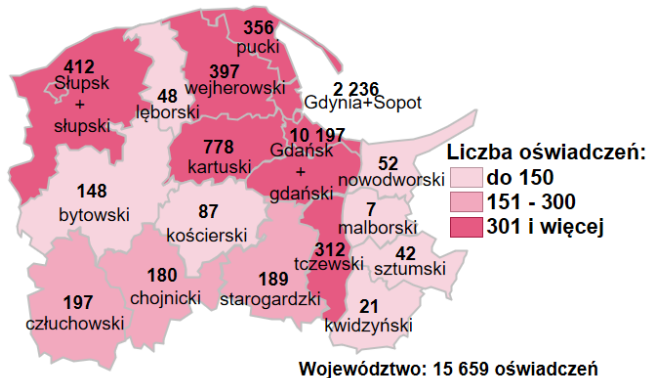 356
pucki
412
Słupsk
+
słupski
48
lęborski
397
wejherowski
2 236
Gdynia+Sopot
778
kartuski
10 197
Gdańsk
+
gdański
52
nowodworski
Liczba oświadczeń:
do 150
151 - 300
301 i więcej
148
bytowski
87
kościerski
7
malborski
312
tczewski
42
sztumski
197
człuchowski
180
chojnicki
189
starogardzki
21
kwidzyński
Województwo: 15 659 oświadczeń